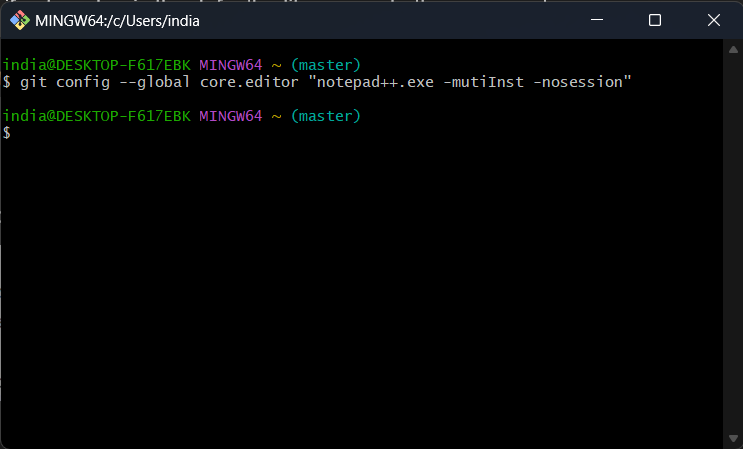 MINGW64:/c/Users/india
india@DESKTOP-F617EBK MINGW64 ~ (master)
$ git config --global core.editor "notepad++.exe -mutiInst -nosession"
india@DESKTOP-F617EBK MINGW64 ~ (master)
$